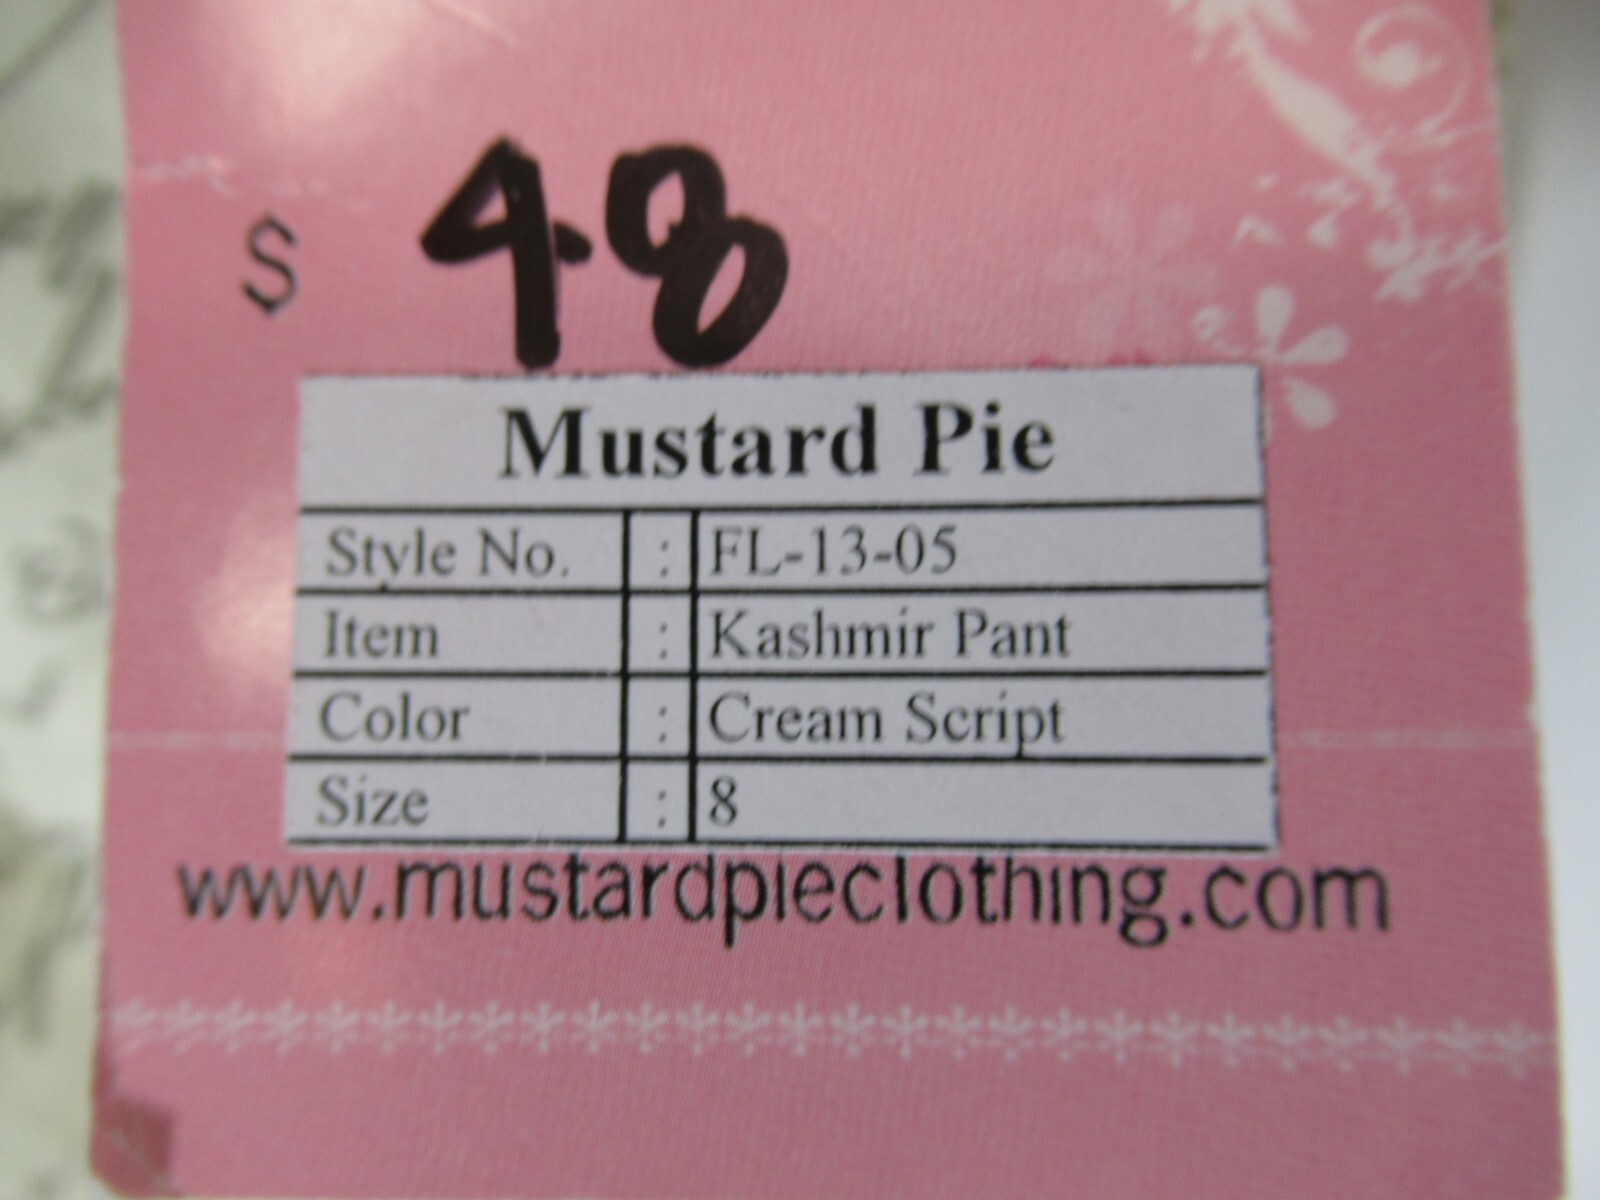 $ 48
Mustard Pie
Style No. : FL-13-05
Item : Kashmir Pant
Color : Cream Script
Size : 8
www.mustardpieclothing.com